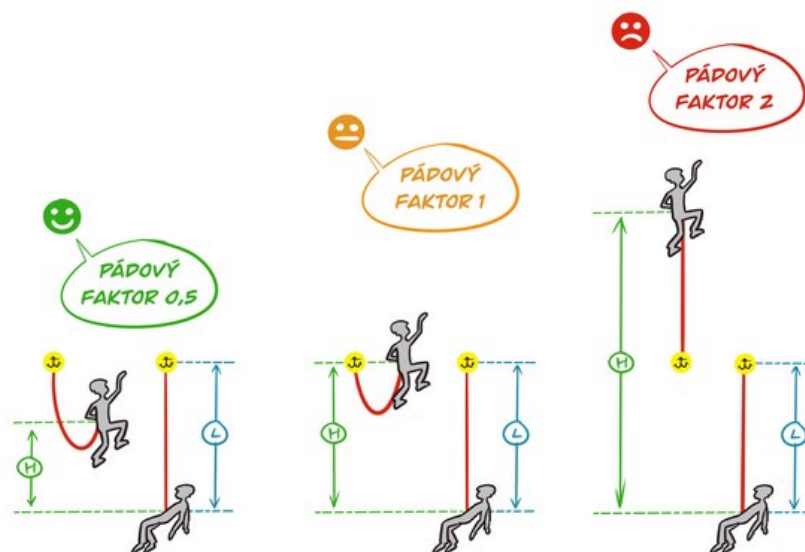 PÁDOVÝ
FAKTOR 0,5
H
L
PÁDOVÝ
FAKTOR 1
H
L
PÁDOVÝ
FAKTOR 2
H
L